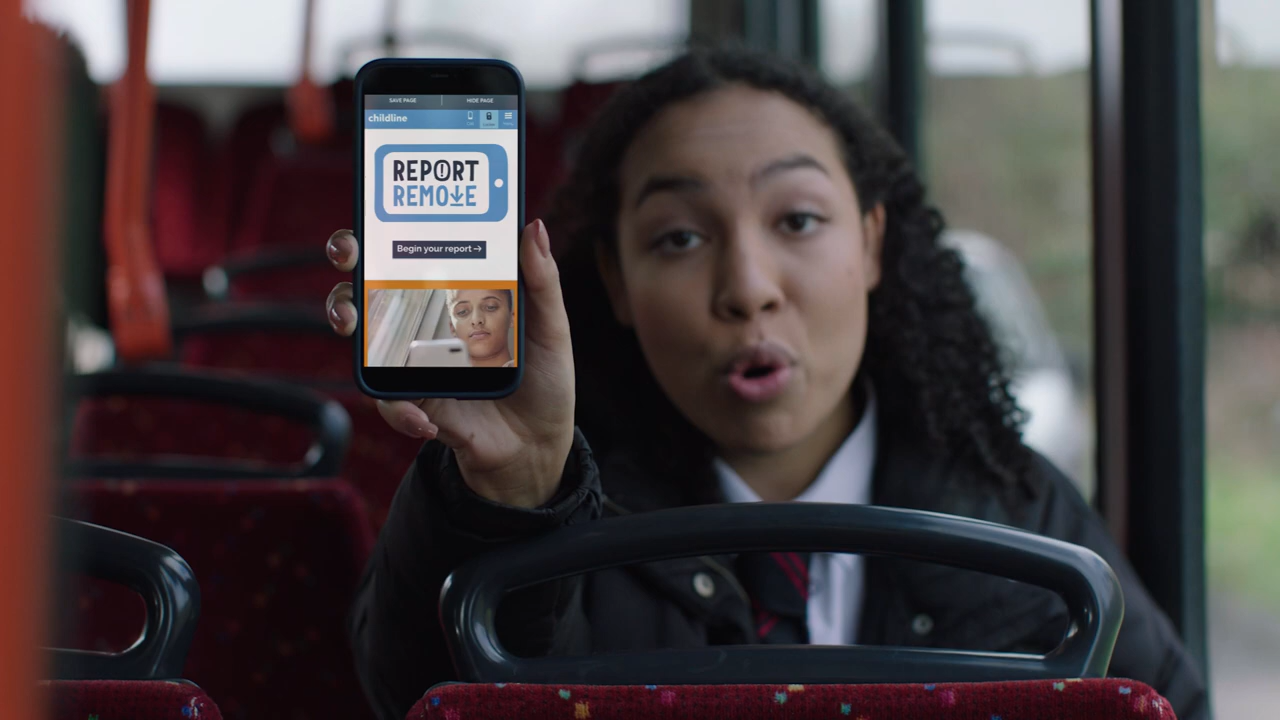 SAVE PAGE
HIDE PAGE
childline
REPORT
REMOVE
Begin your report→